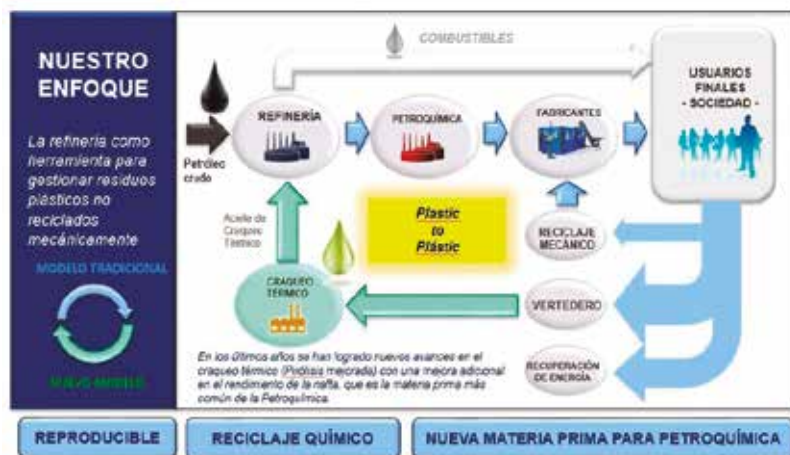 NUESTRO
ENFOQUE
La refinería como
herramienta para
gestionar residuos
plásticos no
reciclados
mecánicamente
MODELO TRADICIONAL
NUEVO MODELO
COMBUSTIBLES
Petróleo
crudo
REFINERÍA
PETROQUÍMICA
FABRICANTES
USUARIOS
FINALES
- SOCIEDAD -
Aceite de
Craqueo
Térmico
Plastic
to
Plástic
RECICLAJE
MECÁNICO
CRAQUEO
TÉRMICO
VERTEDERO
RECUPERACIÓN
DE ENERGÍA
En los últimos años se han logrado nuevos avances en el
craqueo térmico (Pirólisis mejorada) con una mejora adicional
en el rendimiento de la nafta, que es la materia prima más
común de la Petroquímica.
REPRODUCIBLE
RECICLAJE QUÍMICO
NUEVA MATERIA PRIMA PARA PETROQUÍMICA